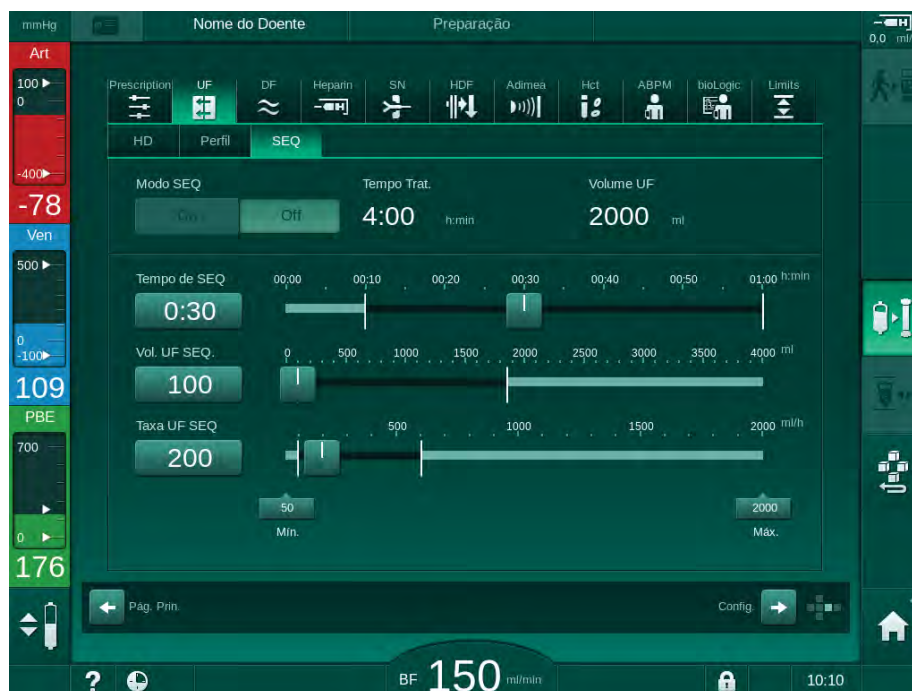 mmHg Nome do Doente Preparação 0,0 ml/
Art
100
0
-400
-78
Ven
500
0
-100
109
PBE
700
0
176
Prescription UF DF Heparin SN HDF Adimea Hct ABPM bioLogic Limits
HD Perfil SEQ
Modo SEQ Tempo Trat. Volume UF
On Off 4:00 h:min 2000 ml
Tempo de SEQ 00:00 00:10 00:20 00:30 00:40 00:50 01:00 h:min
0:30
Vol. UF SEQ. 0 500 1000 1500 2000 2500 3000 3500 4000 ml
100
Taxa UF SEQ 500 1000 1500 2000 ml/h
200
50 2000
Mín. Máx.
Pág. Prin. Config.
? BF 150 ml/min 10:10